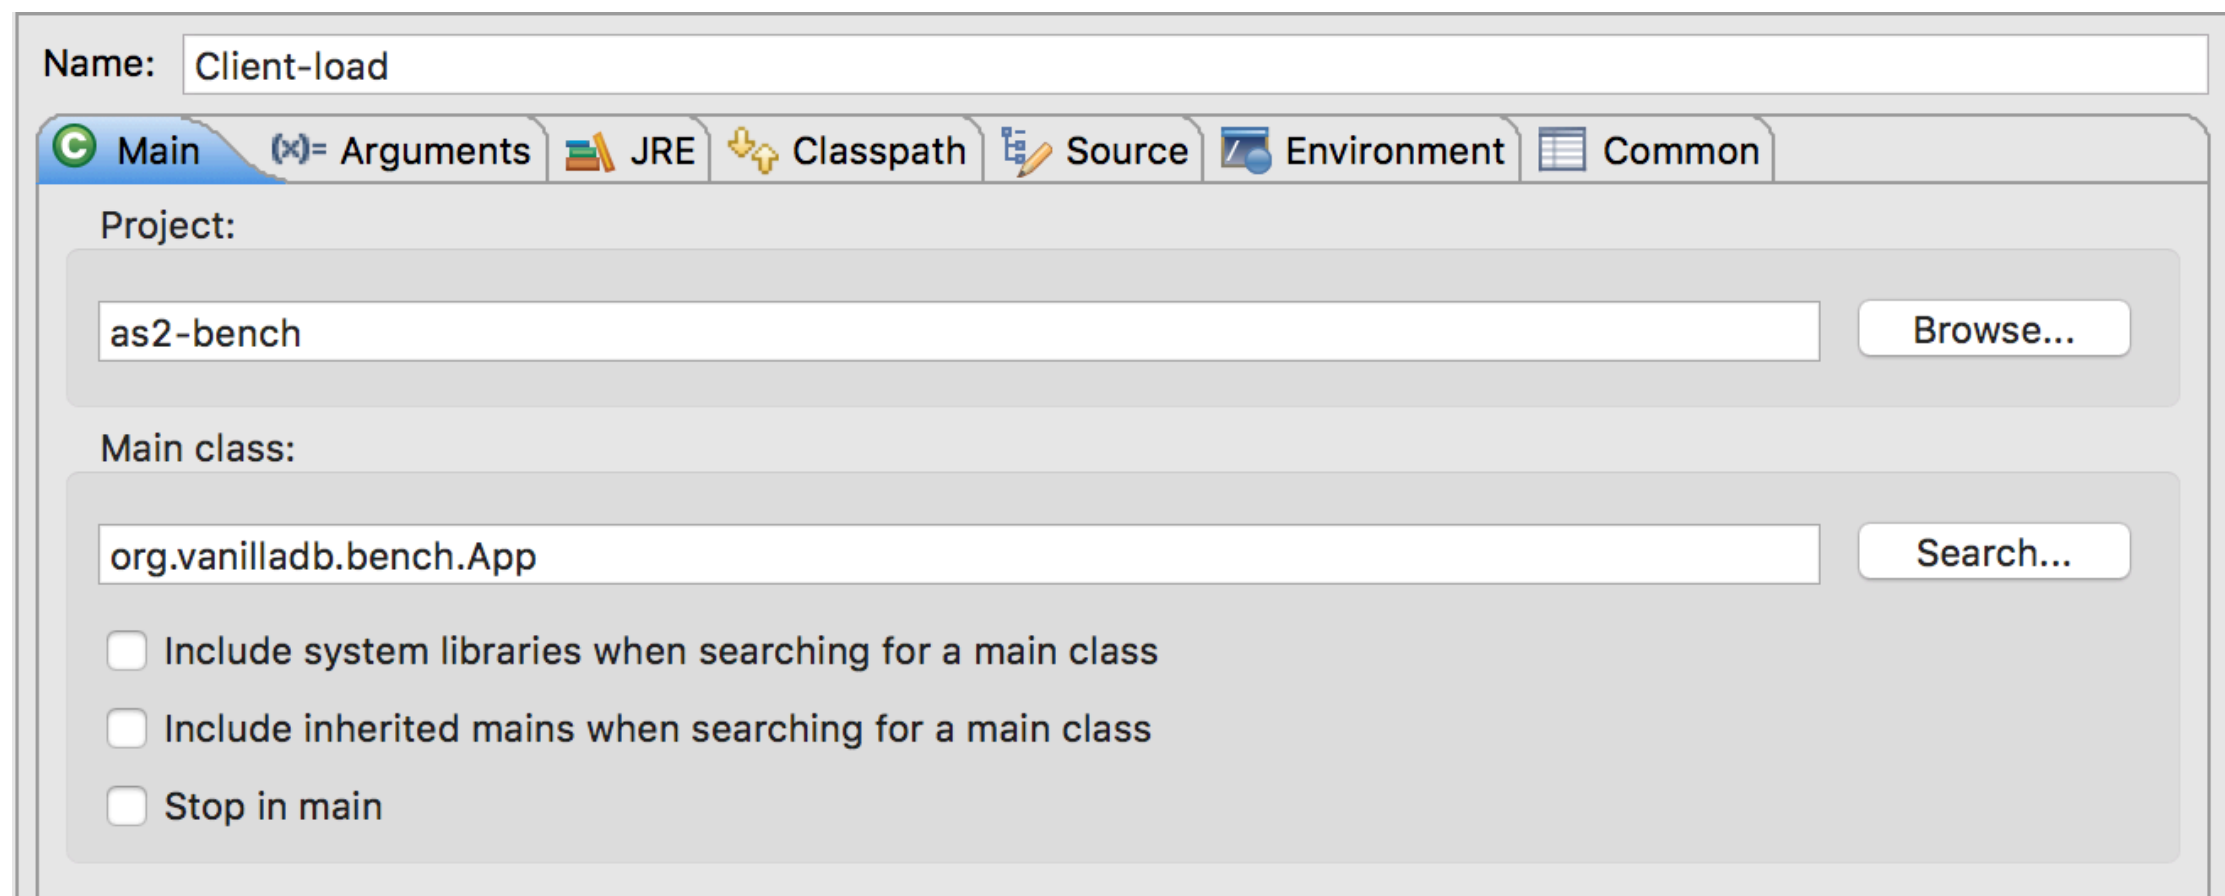 Name: Client-load
Main (x)= Arguments JRE Classpath Source Environment Common
Project:
as2-bench Browse...
Main class:
org.vanilladb.bench.App Search...
Include system libraries when searching for a main class
Include inherited mains when searching for a main class
Stop in main